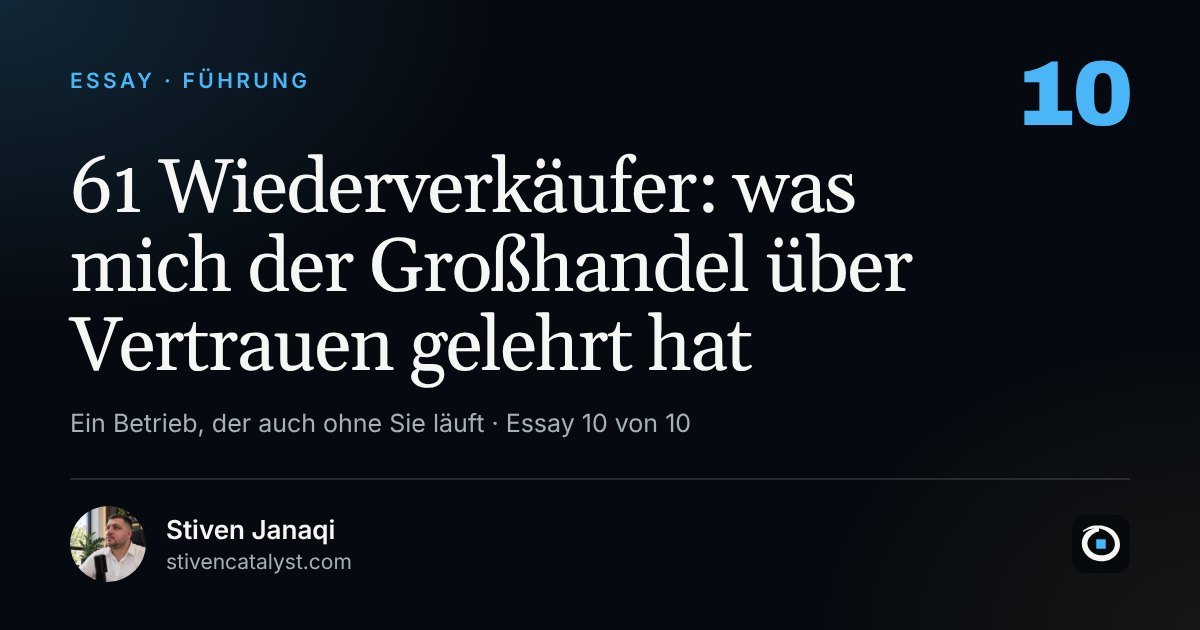 ESSAY · FÜHRUNG
10
61 Wiederverkäufer: was
mich der Großhandel über
Vertrauen gelehrt hat
Ein Betrieb, der auch ohne Sie läuft · Essay 10 von 10
Stiven Janaqi
stivencatalyst.com